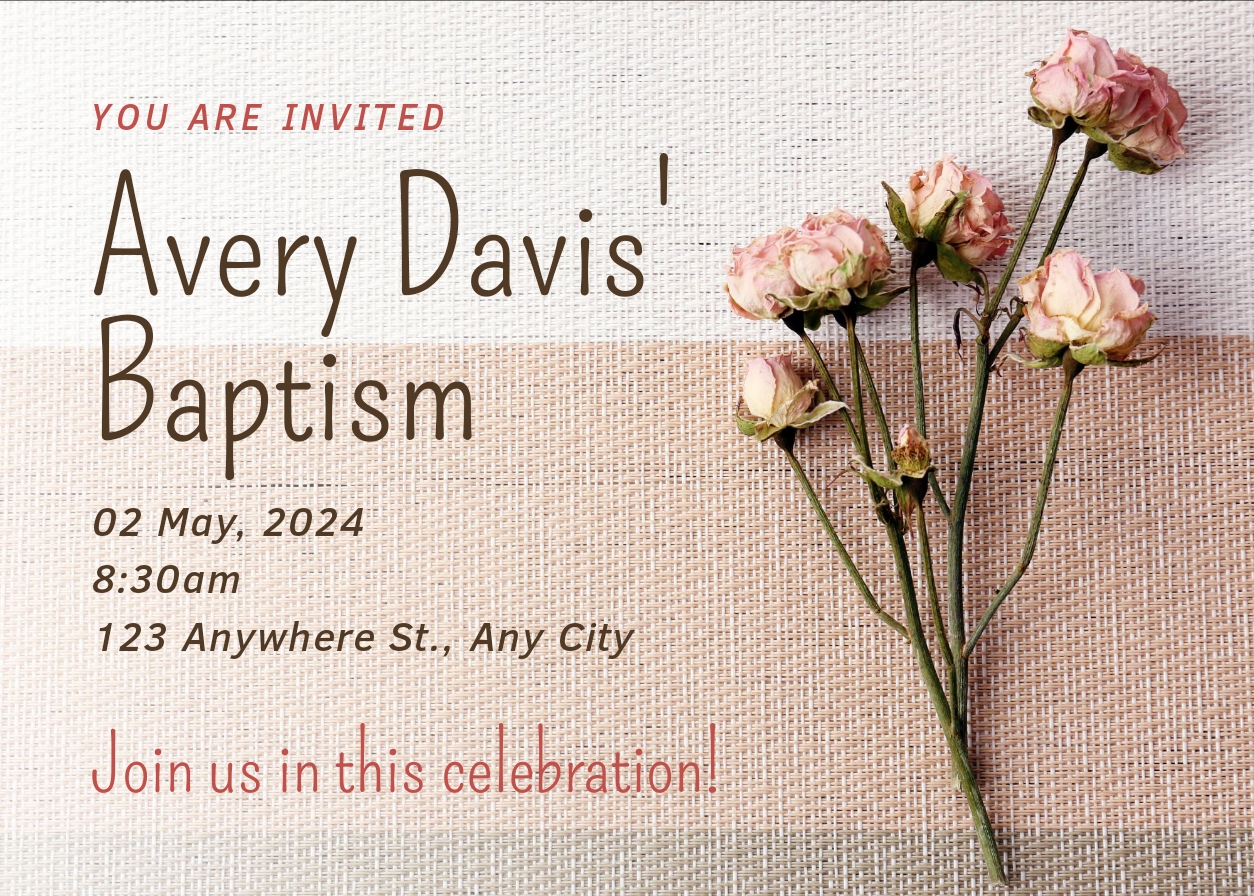 YOU ARE INVITED
Avery Davis'
Baptism
02 May, 2024
8:30am
123 Anywhere St., Any City
Join us in this celebration!